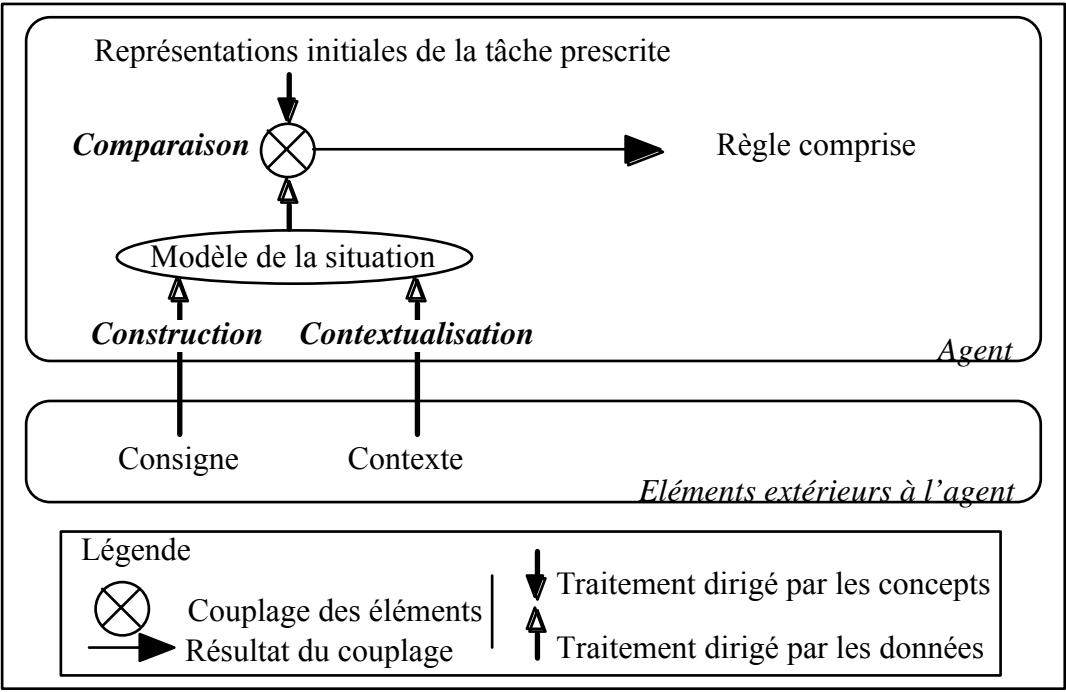 Représentations initiales de la tâche prescrite
Comparaison
Règle comprise
Modèle de la situation
Construction
Contextualisation
Agent
Consigne
Contexte
Eléments extérieurs à l'agent
Légende
Couplage des éléments
Résultat du couplage
Traitement dirigé par les concepts
Traitement dirigé par les données